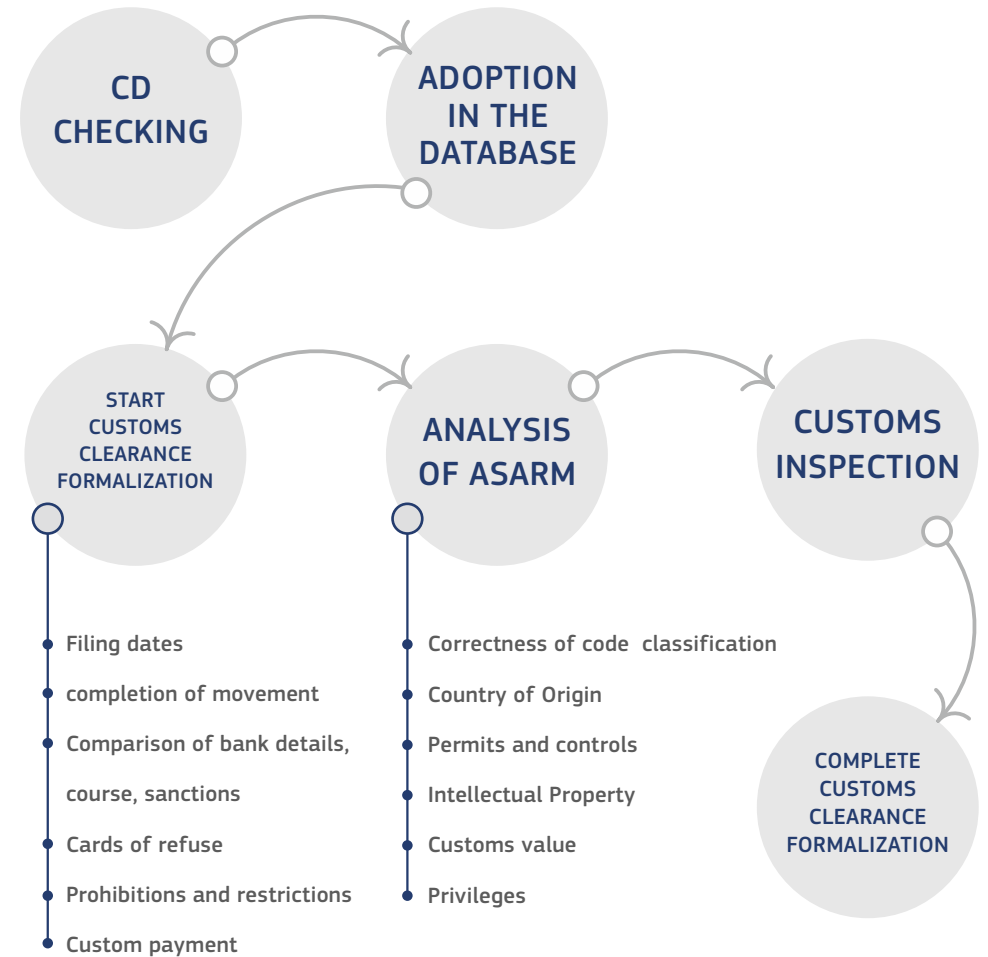 CD
CHECKING
ADOPTION
IN THE
DATABASE
START
CUSTOMS
CLEARANCE
FORMALIZATION
ANALYSIS
OF ASARM
CUSTOMS
INSPECTION
Filing dates
completion of movement
Comparison of bank details,
course, sanctions
Cards of refuse
Prohibitions and restrictions
Custom payment
Correctness of code classification
Country of Origin
Permits and controls
Intellectual Property
Customs value
Privileges
COMPLETE
CUSTOMS
CLEARANCE
FORMALIZATION